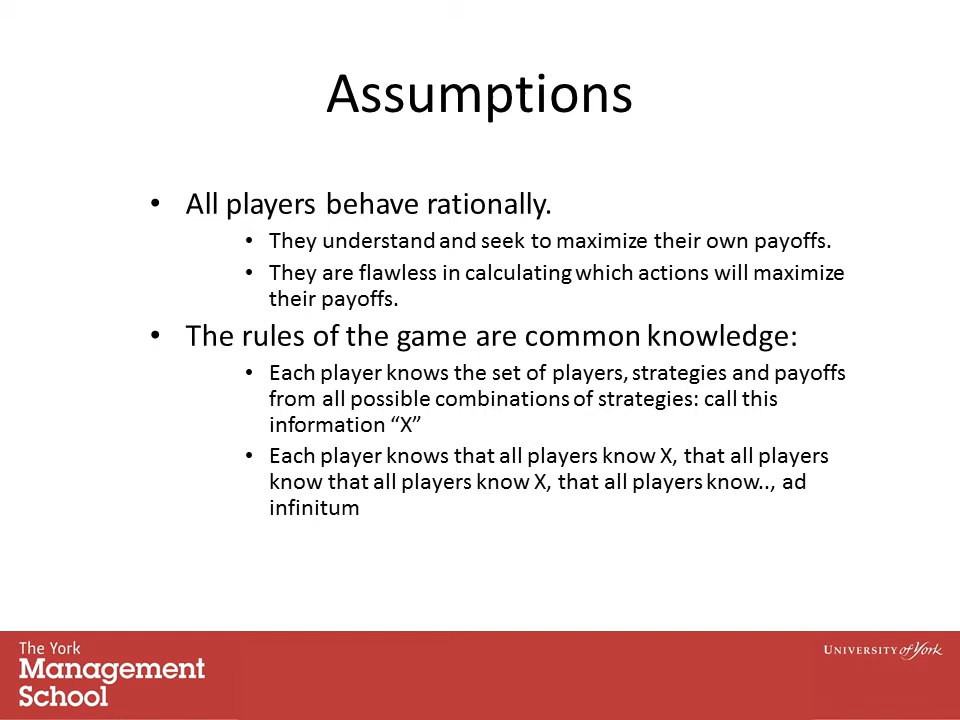 Assumptions
• All players behave rationally.
• They understand and seek to maximize their own payoffs.
• They are flawless in calculating which actions will maximize
their payoffs.
• The rules of the game are common knowledge:
• Each player knows the set of players, strategies and payoffs
from all possible combinations of strategies: call this
information “X”
• Each player knows that all players know X, that all players
know that all players know X, that all players know.., ad
infinitum
The York
Management
School
UNIVERSITY of York